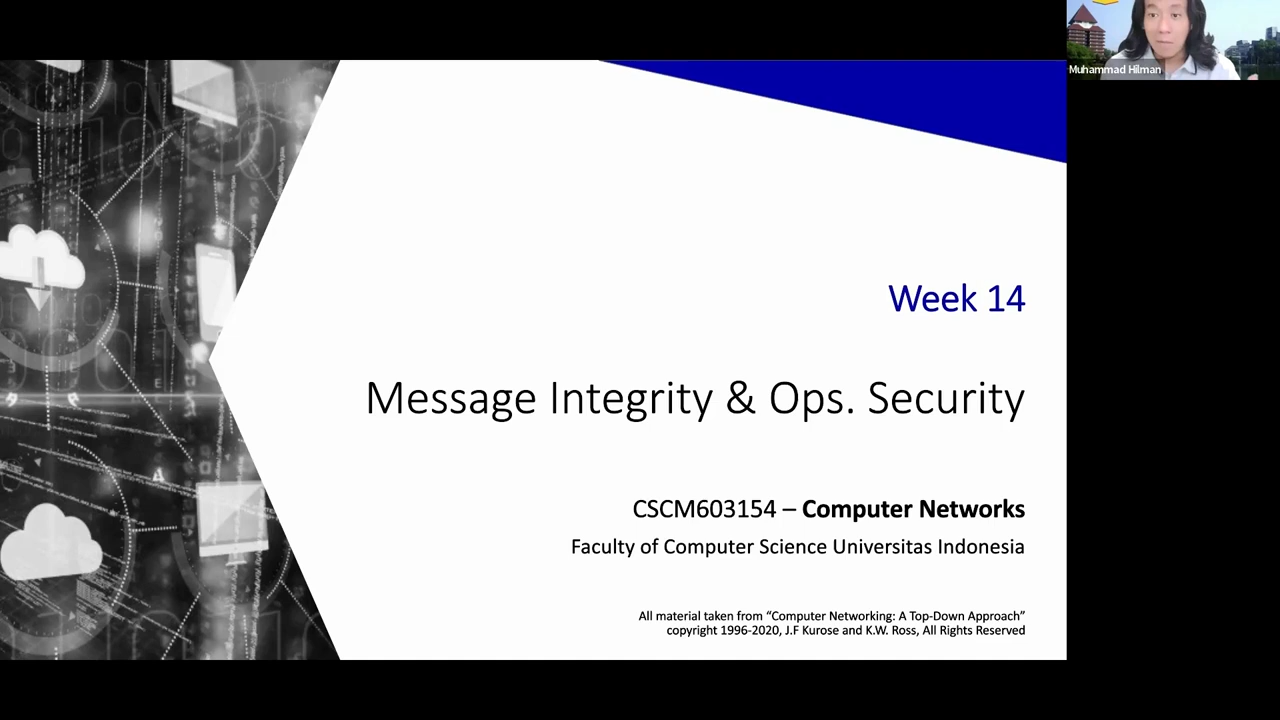 Muhammad Hilman
Week 14
Message Integrity & Ops. Security
CSCM603154 – Computer Networks
Faculty of Computer Science Universitas Indonesia
All material taken from “Computer Networking: A Top-Down Approach”
copyright 1996-2020, J.F Kurose and K.W. Ross, All Rights Reserved